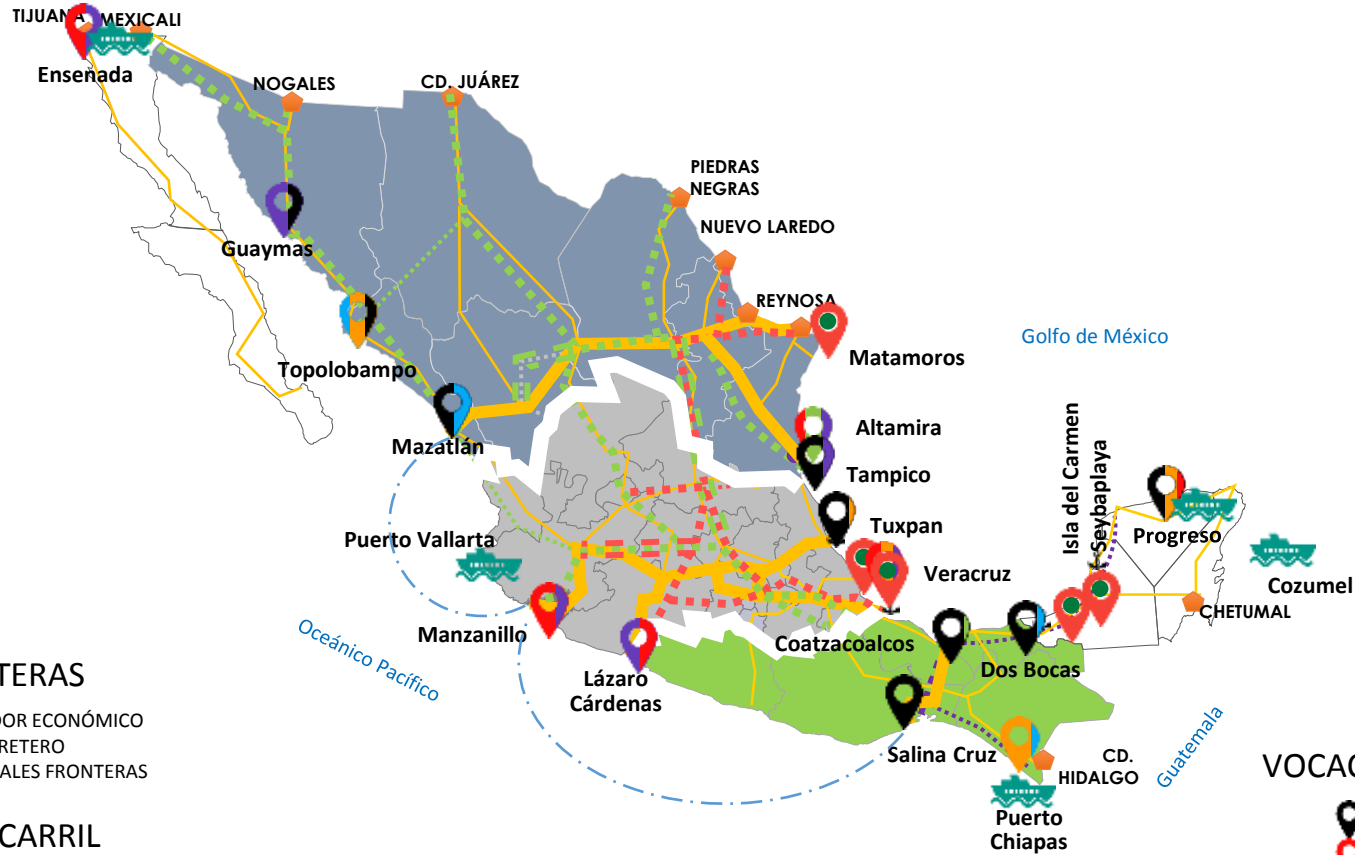 TIJUANA
MEXICALI
Ensenada
NOGALES
CD. JUÁREZ
PIEDRAS
NEGRAS
NUEVO LAREDO
Guaymas
REYNOSA
Golfo de México
Matamoros
Topolobampo
Altamira
Mazatlán
Tampico
Isla del Carmen
Seybaplaya
Tuxpan
Progreso
Puerto Vallarta
Veracruz
Cozumel
CHETUMAL
Manzanillo
Coatzacoalcos
Oceánico Pacífico
Dos Bocas
Lázaro
Cárdenas
TERAS
DOR ECONÓMICO
RETERO
ALES FRONTERAS
Salina Cruz
CD.
HIDALGO
Guatemala
VOCAC
Puerto
Chiapas
CARRIL